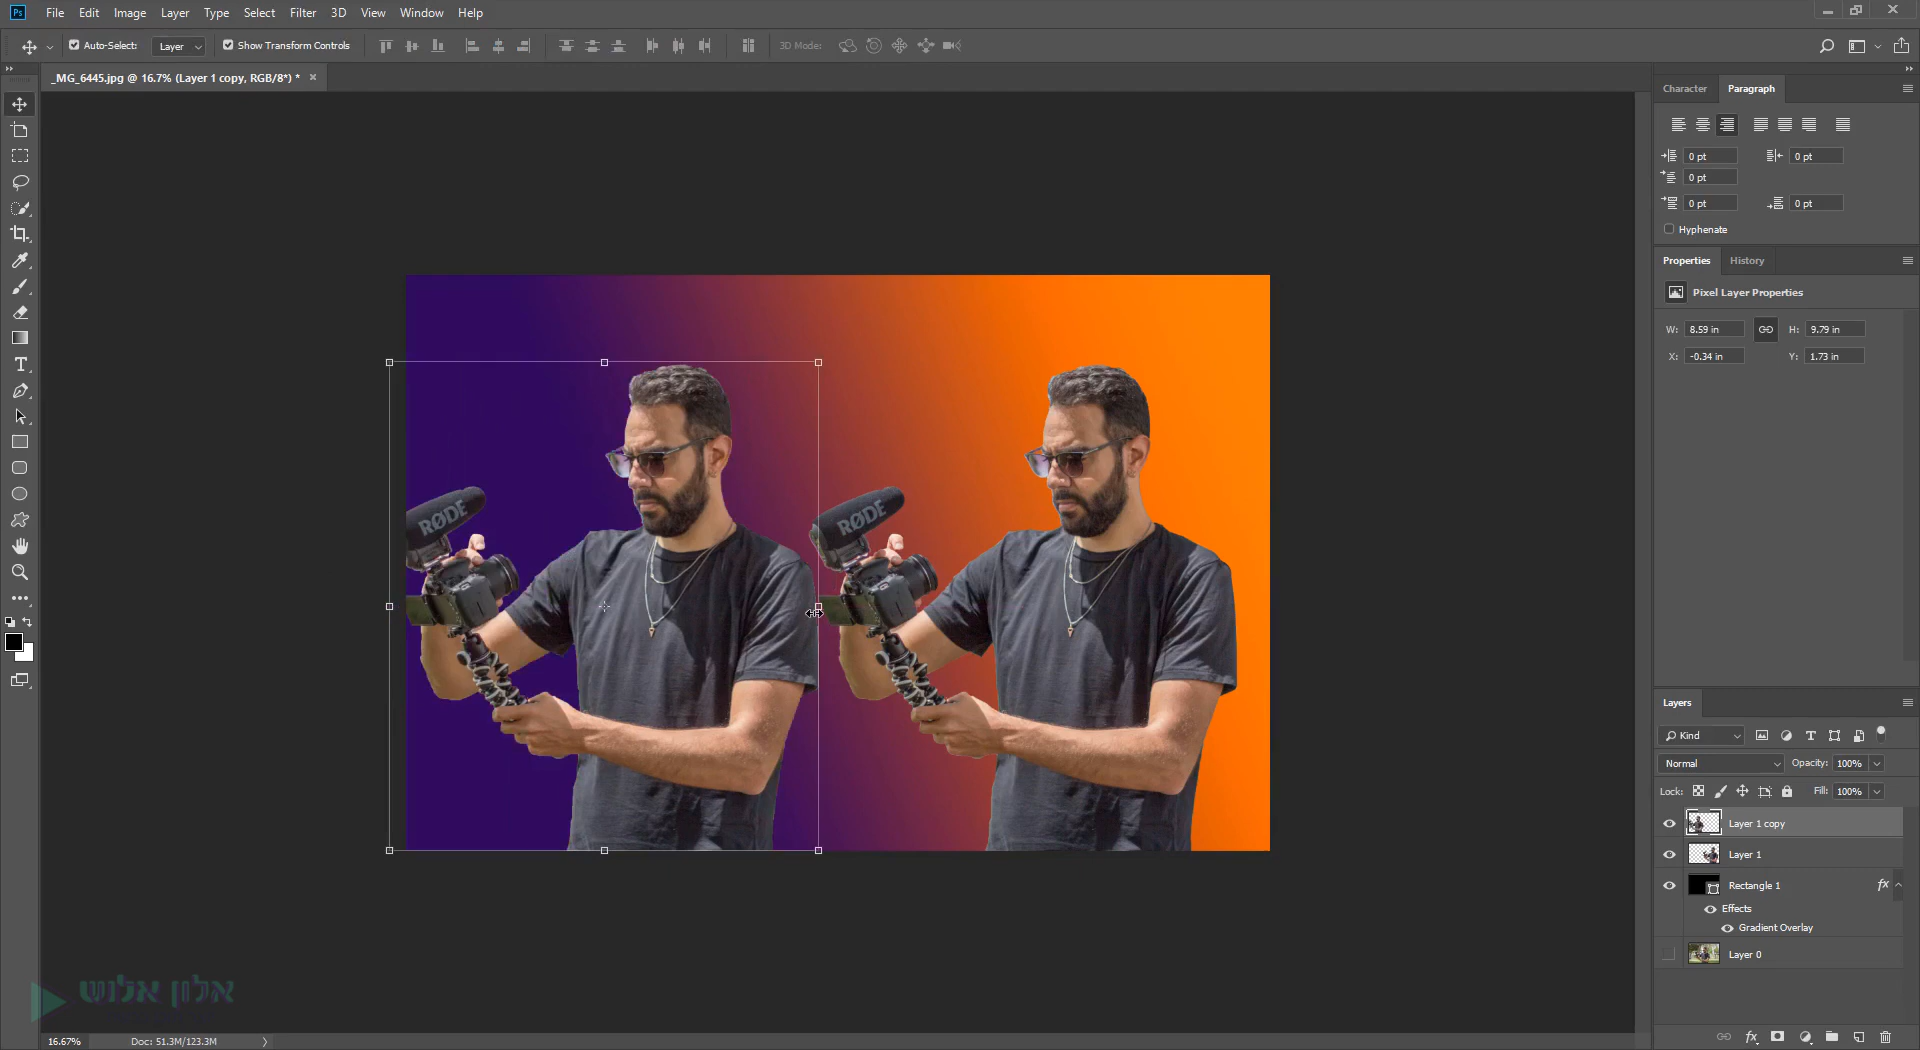 Ps File Edit Image Layer Type Select Filter 3D View Window Help
Auto-Select: Layer Show Transform Controls 3D Mode:
_MG_6445.jpg @ 16.7% (Layer 1 copy, RGB/8*) *
Character Paragraph
0 pt 0 pt
0 pt
0 pt 0 pt
Hyphenate
Properties History
Pixel Layer Properties
W: 8.59 in H: 9.79 in
X: -0.34 in Y: 1.73 in
RØDE RØDE
Layers
Kind
Normal Opacity: 100%
Lock: Fill: 100%
Layer 1 copy
Layer 1
Rectangle 1 fx
Effects
Gradient Overlay
Layer 0
אלון אלוש
16.67% Doc: 51.3M/123.3M